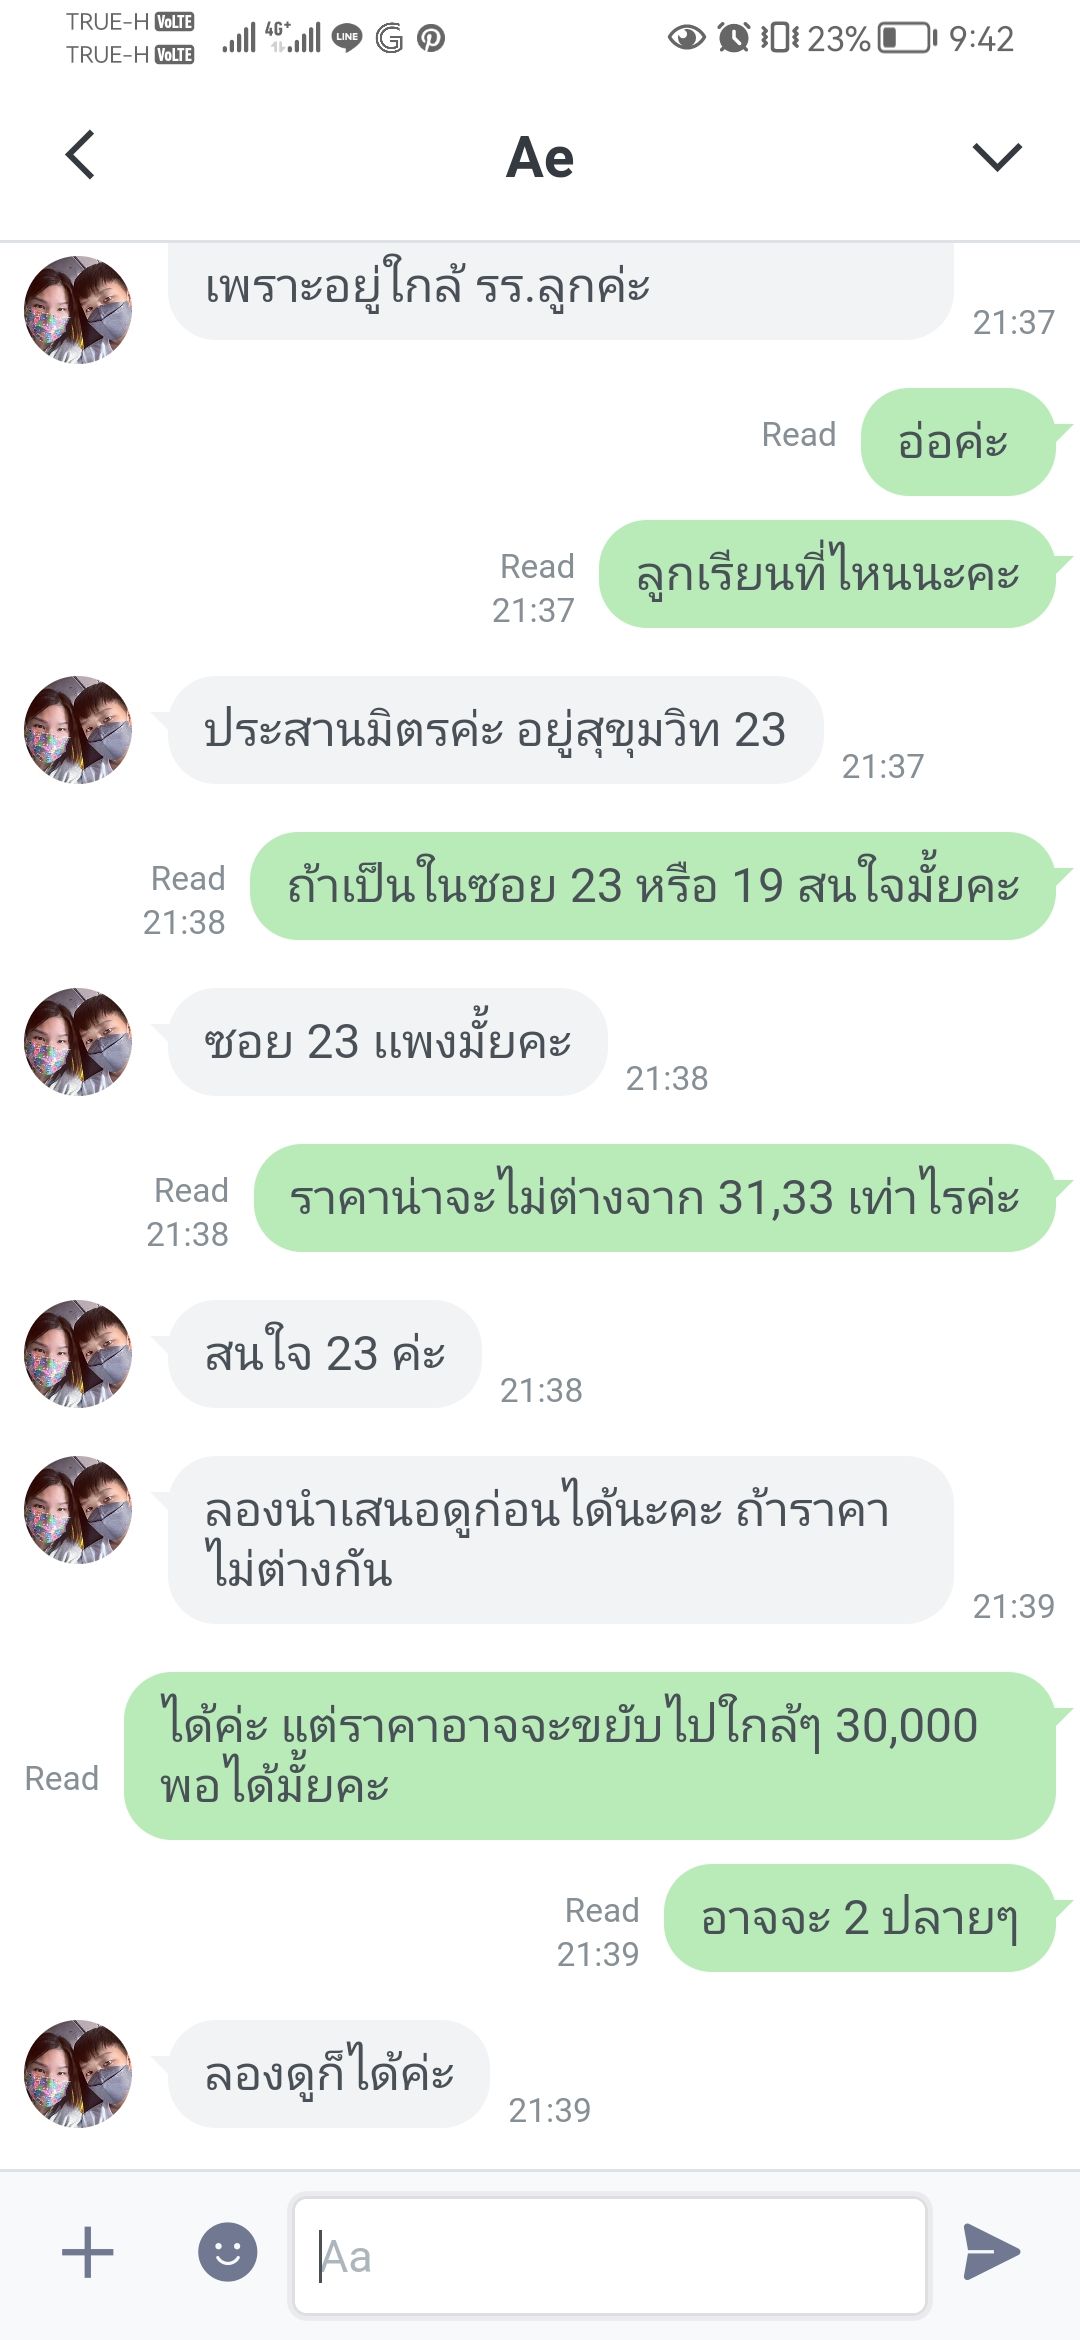 TRUE-H VoLTE
TRUE-H VoLTE
4G+
LINE
23%
9:42
Ae
เพราะอยู่ใกล้ รร.ลูกค่ะ
21:37
Read
อ่อค่ะ
Read
21:37
ลูกเรียนที่ไหนนะคะ
ประสานมิตรค่ะ อยู่สุขุมวิท 23
21:37
Read
21:38
ถ้าเป็นในซอย 23 หรือ 19 สนใจมั้ยคะ
ซอย 23 แพงมั้ยคะ
21:38
Read
21:38
ราคาน่าจะไม่ต่างจาก 31,33 เท่าไรค่ะ
สนใจ 23 ค่ะ
21:38
ลองนำเสนอดูก่อนได้นะคะ ถ้าราคา
ไม่ต่างกัน
21:39
Read
ได้ค่ะ แต่ราคาอาจจะขยับไปใกล้ๆ 30,000
พอได้มั้ยคะ
Read
21:39
อาจจะ 2 ปลายๆ
ลองดูก็ได้ค่ะ
21:39
Aa